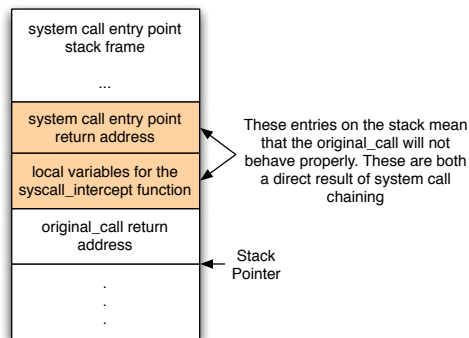 system call entry point
stack frame
...
system call entry point
return address
local variables for the
syscall_intercept function
original_call return
address
.
.
.
These entries on the stack mean
that the original_call will not
behave properly. These are both
a direct result of system call
chaining
Stack
Pointer